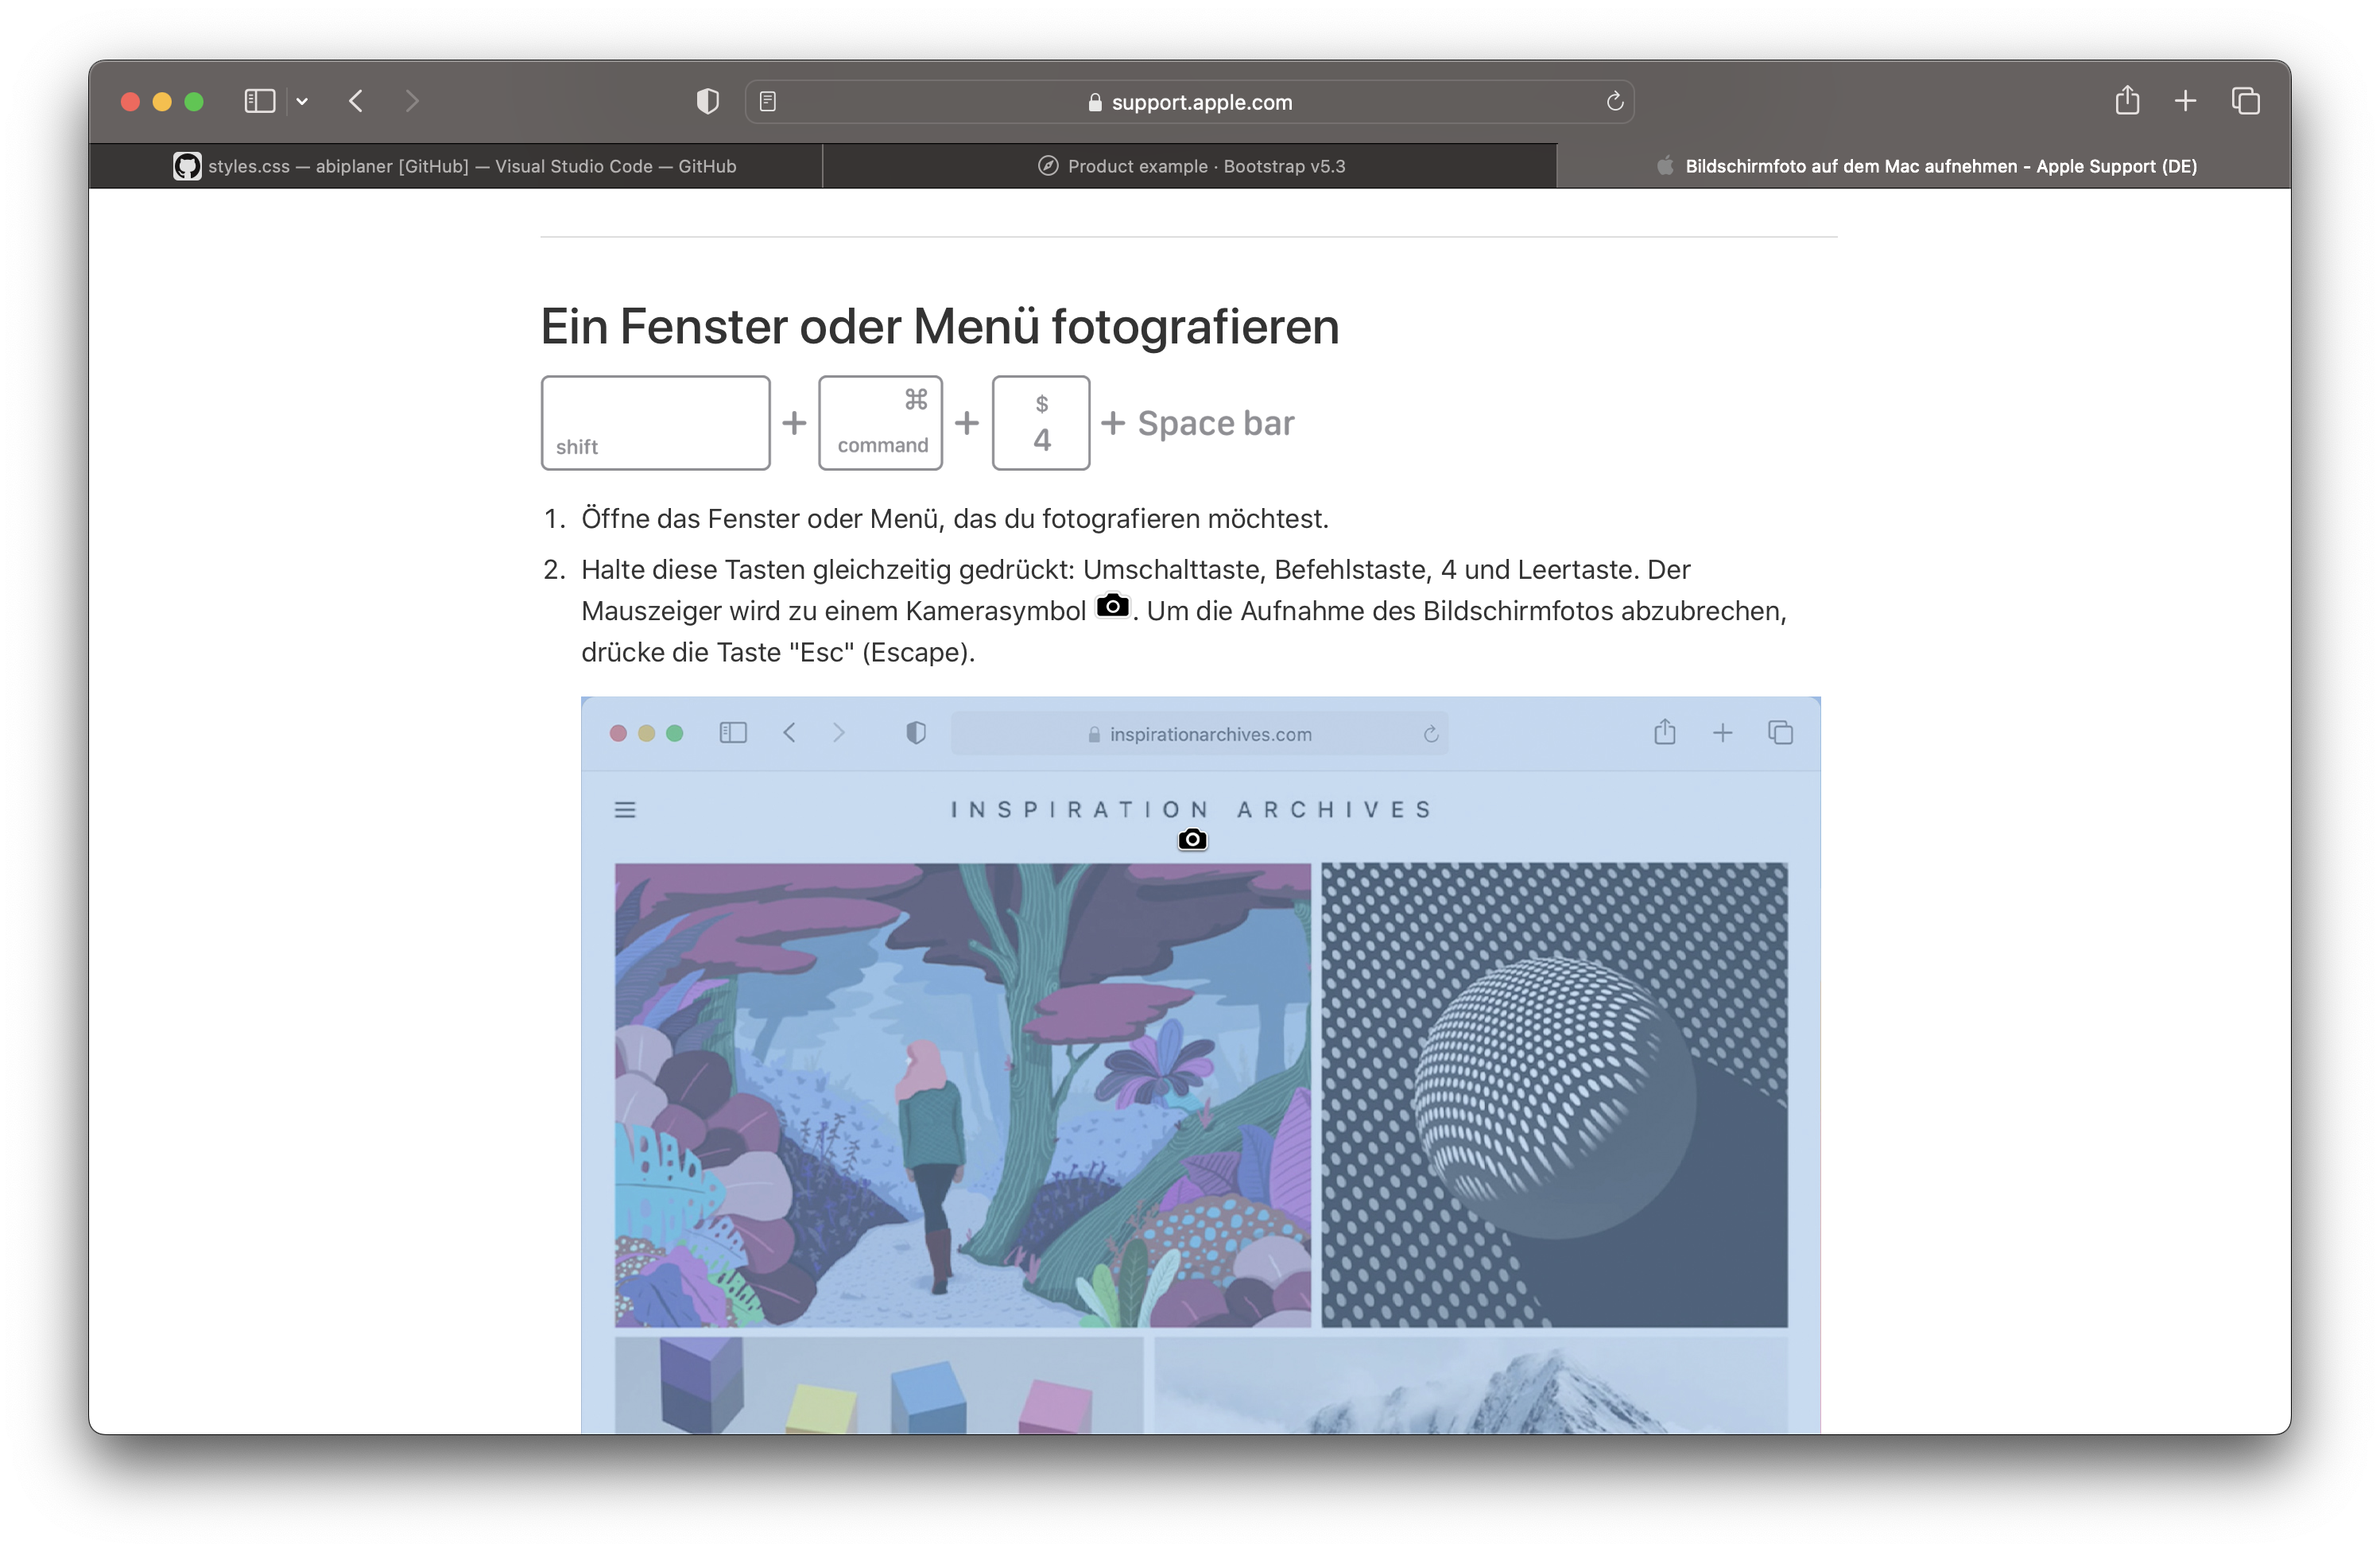 support.apple.com
styles.css — abiplaner [GitHub] — Visual Studio Code — GitHub
Product example · Bootstrap v5.3
Bildschirmfoto auf dem Mac aufnehmen - Apple Support (DE)
Ein Fenster oder Menü fotografieren
shift + ⌘ command + $ 4 + Space bar
1. Öffne das Fenster oder Menü, das du fotografieren möchtest.
2. Halte diese Tasten gleichzeitig gedrückt: Umschalttaste, Befehlstaste, 4 und Leertaste. Der
Mauszeiger wird zu einem Kamerasymbol . Um die Aufnahme des Bildschirmfotos abzubrechen,
drücke die Taste "Esc" (Escape).
inspirationarchives.com
INSPIRATION ARCHIVES